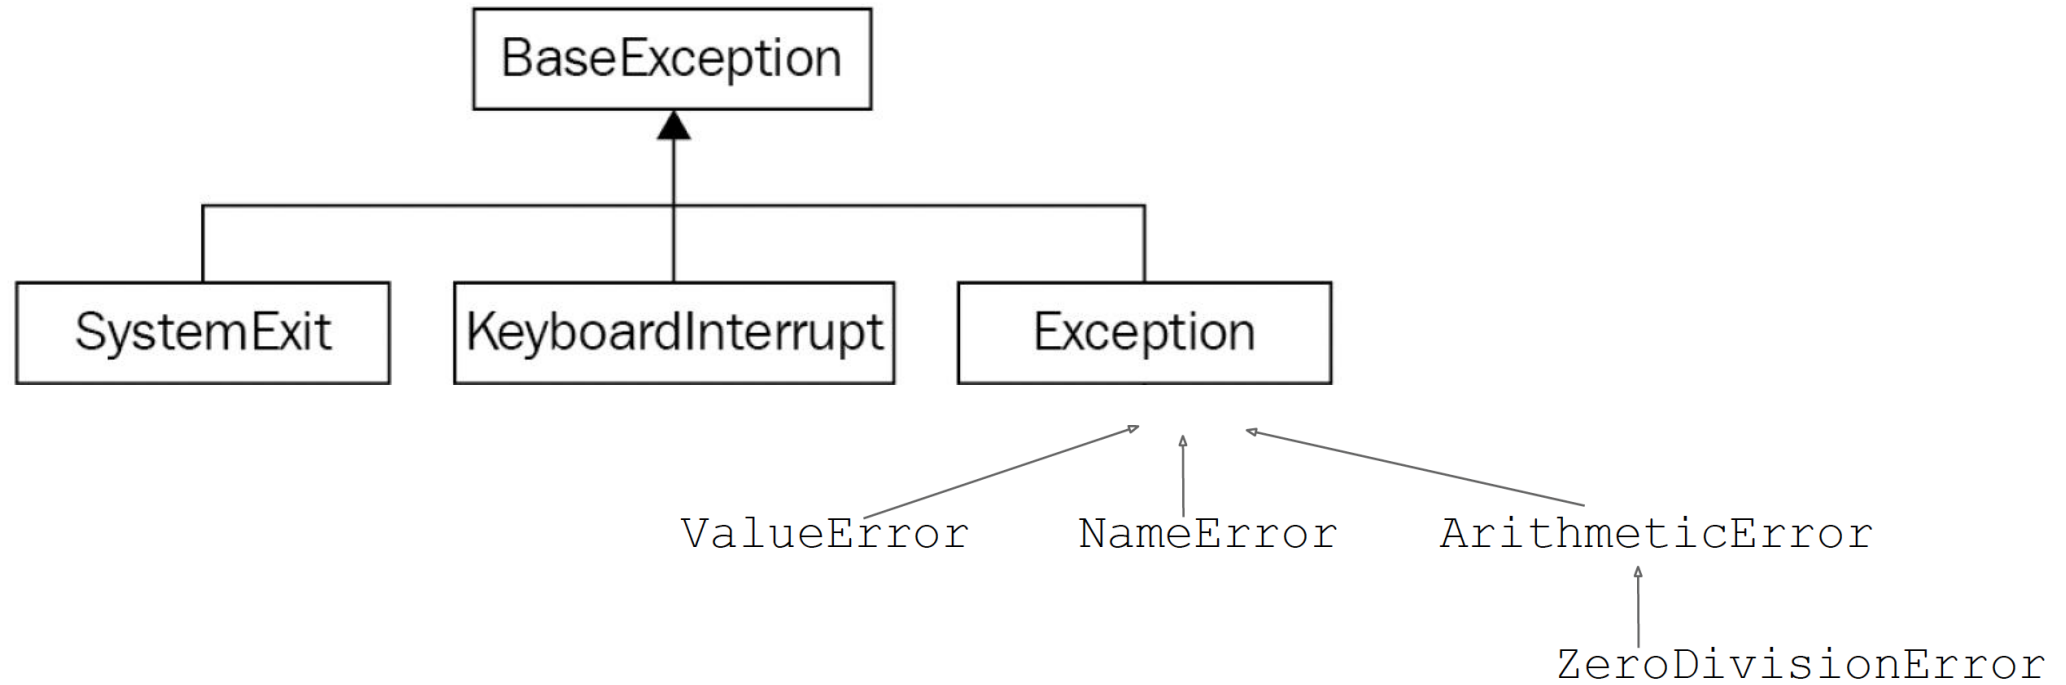 BaseException
SystemExit KeyboardInterrupt Exception
ValueError NameError ArithmeticError
ZeroDivisionError